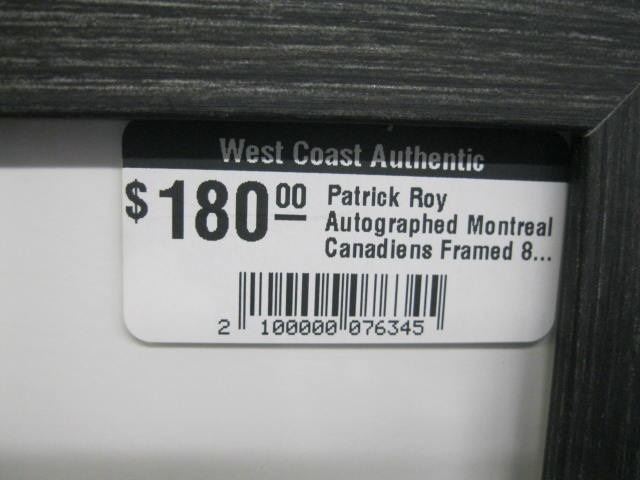 West Coast Authentic
$180 00 Patrick Roy
Autographed Montreal
Canadiens Framed 8...
2 100000 076345